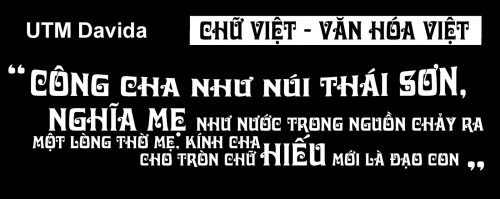 UTM Davida
CHỮ VIỆT - VĂN HÓA VIỆT
“ CÔNG CHA NHƯ NÚI THÁI SƠN,
NGHĨA MẸ NHƯ NƯỚC TRONG NGUỒN CHẢY RA
MỘT LÒNG THỜ MẸ, KÍNH CHA
CHO TRÒN CHỮ HIẾU MỚI LÀ ĐẠO CON „